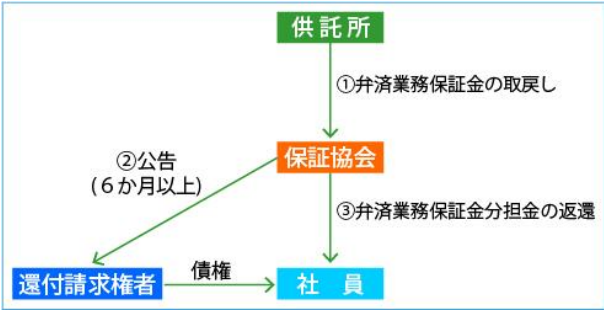 供託所
①弁済業務保証金の取戻し
保証協会
②公告
(６か月以上)
③弁済業務保証金分担金の返還
還付請求権者
債権
社　員